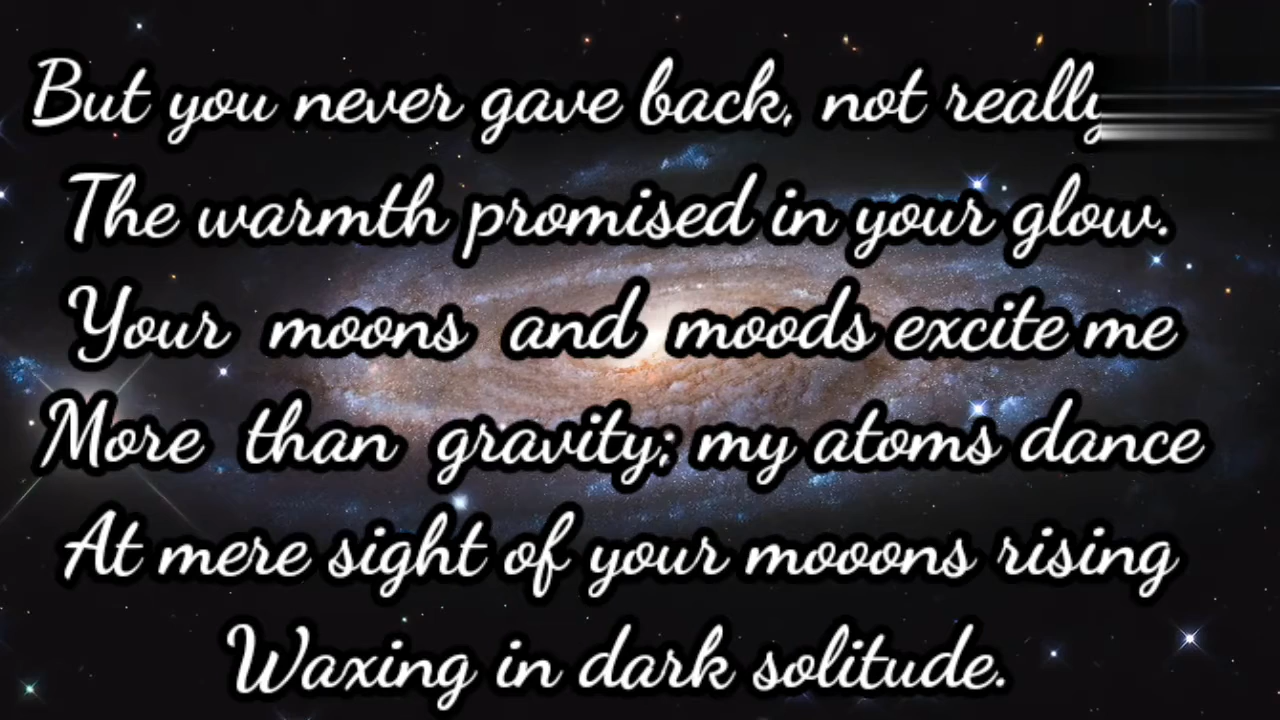 But you never gave back, not really
The warmth promised in your glow.
Your moons and moods excite me
More than gravity; my atoms dance
At mere sight of your mooons rising
Waxing in dark solitude.